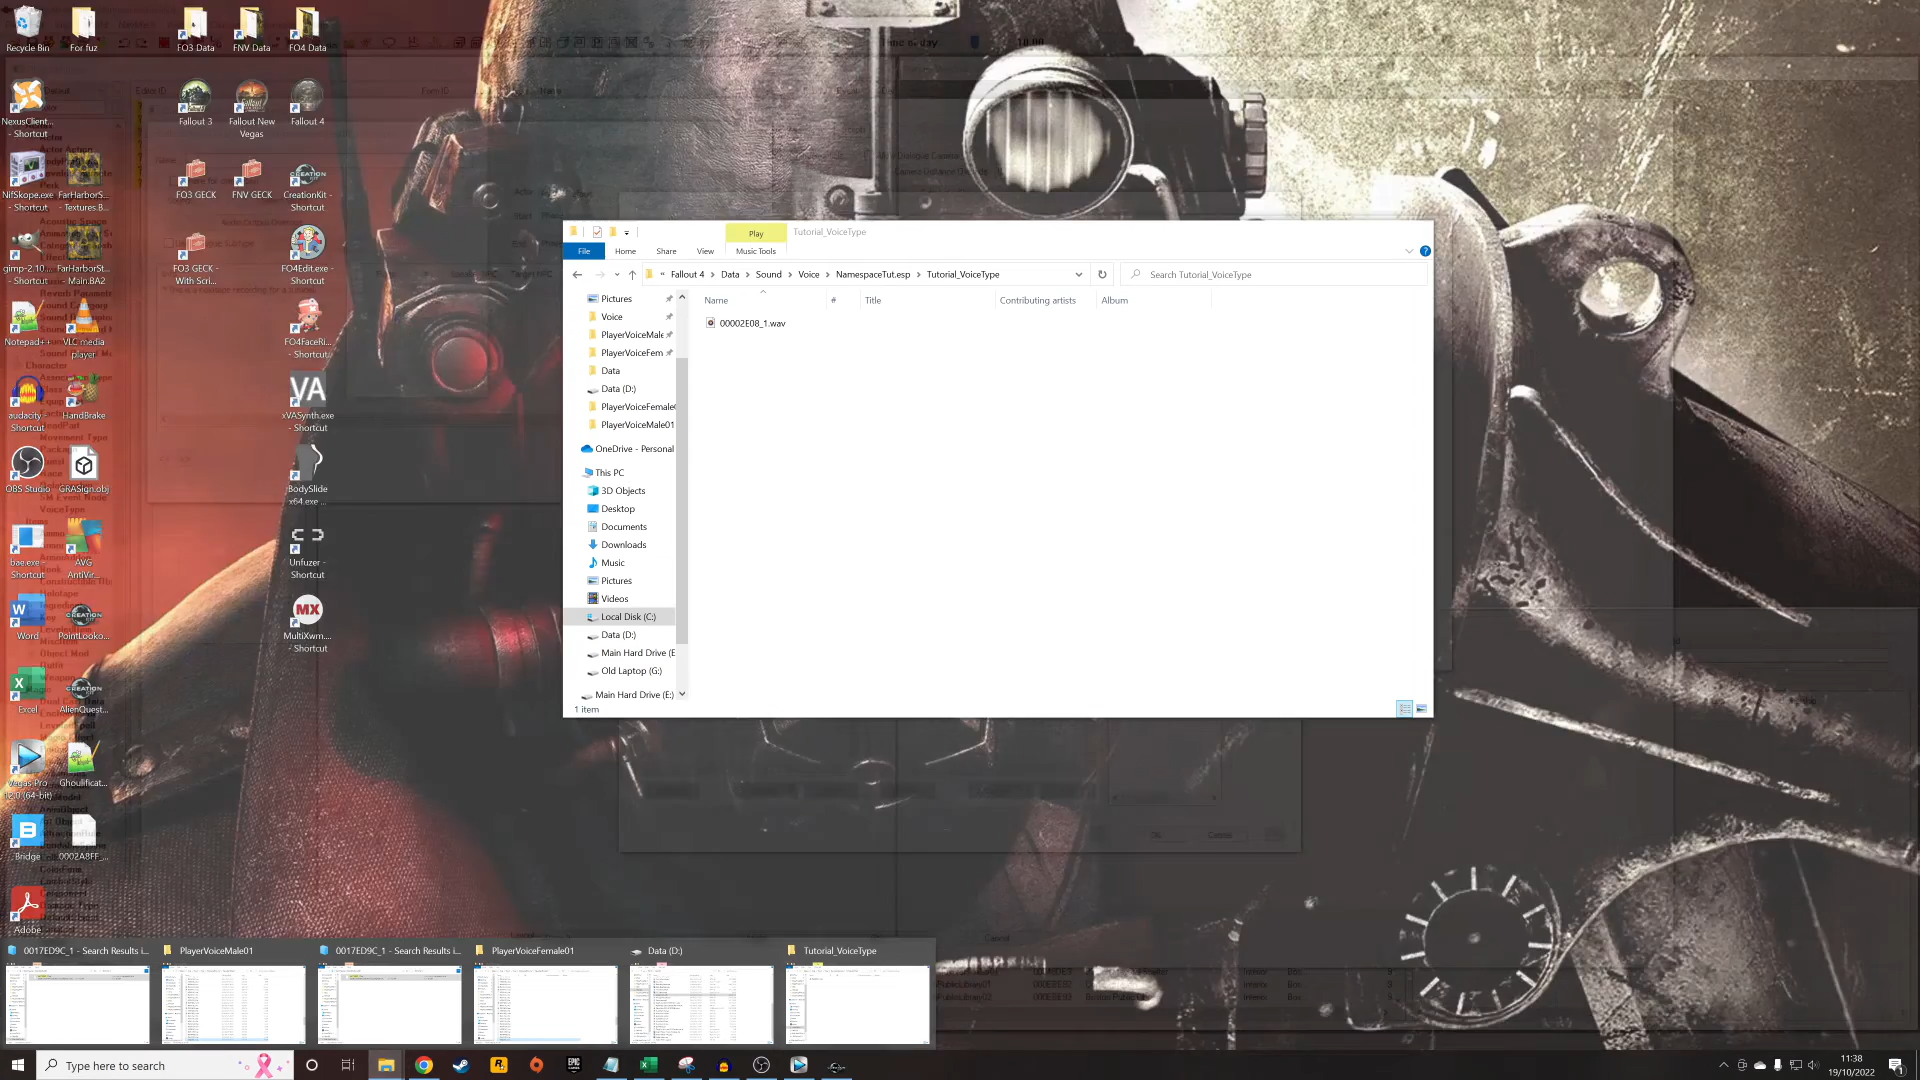 Recycle Bin
For fuz
FO3 Data
FNV Data
FO4 Data
NexusClient... - Shortcut
Fallout 3
Fallout New Vegas
Fallout 4
NifSkope.exe - Shortcut
FarHarborS... - Textures.B...
FO3 GECK
FNV GECK
CreationKit - Shortcut
gimp-2.10... - Shortcut
FarHarborSt... - Main.BA2
FO3 GECK - With Scri...
FO4Edit.exe - Shortcut
Notepad++
VLC media player
FO4FaceRi... - Shortcut
audacity - Shortcut
HandBrake
xVASynth.exe - Shortcut
OBS Studio
GRASign.obj
BodySlide x64.exe ...
bae.exe - Shortcut
AVG AntiVir...
Unfuzer - Shortcut
Word
PointLooko...
MultiXwm... - Shortcut
Excel
AlienQuest...
Vegas Pro 12.0 (64-bit)
Ghoulificat...
Bridge
0002A8FF_...
Adobe
Play
Tutorial_VoiceType
File
Home
Share
View
Music Tools
« Fallout 4 > Data > Sound > Voice > NamespaceTut.esp > Tutorial_VoiceType
Search Tutorial_VoiceType
Name
#
Title
Contributing artists
Album
00002E08_1.wav
Pictures
Voice
PlayerVoiceMale
PlayerVoiceFem
Data
Data (D:)
PlayerVoiceFemale
PlayerVoiceMale01
OneDrive - Personal
This PC
3D Objects
Desktop
Documents
Downloads
Music
Pictures
Videos
Local Disk (C:)
Data (D:)
Main Hard Drive (E
Old Laptop (G:)
Main Hard Drive (E:)
1 item
0017ED9C_1 - Search Results i...
PlayerVoiceMale01
0017ED9C_1 - Search Results i...
PlayerVoiceFemale01
Data (D:)
Tutorial_VoiceType
Type here to search
11:38
19/10/2022